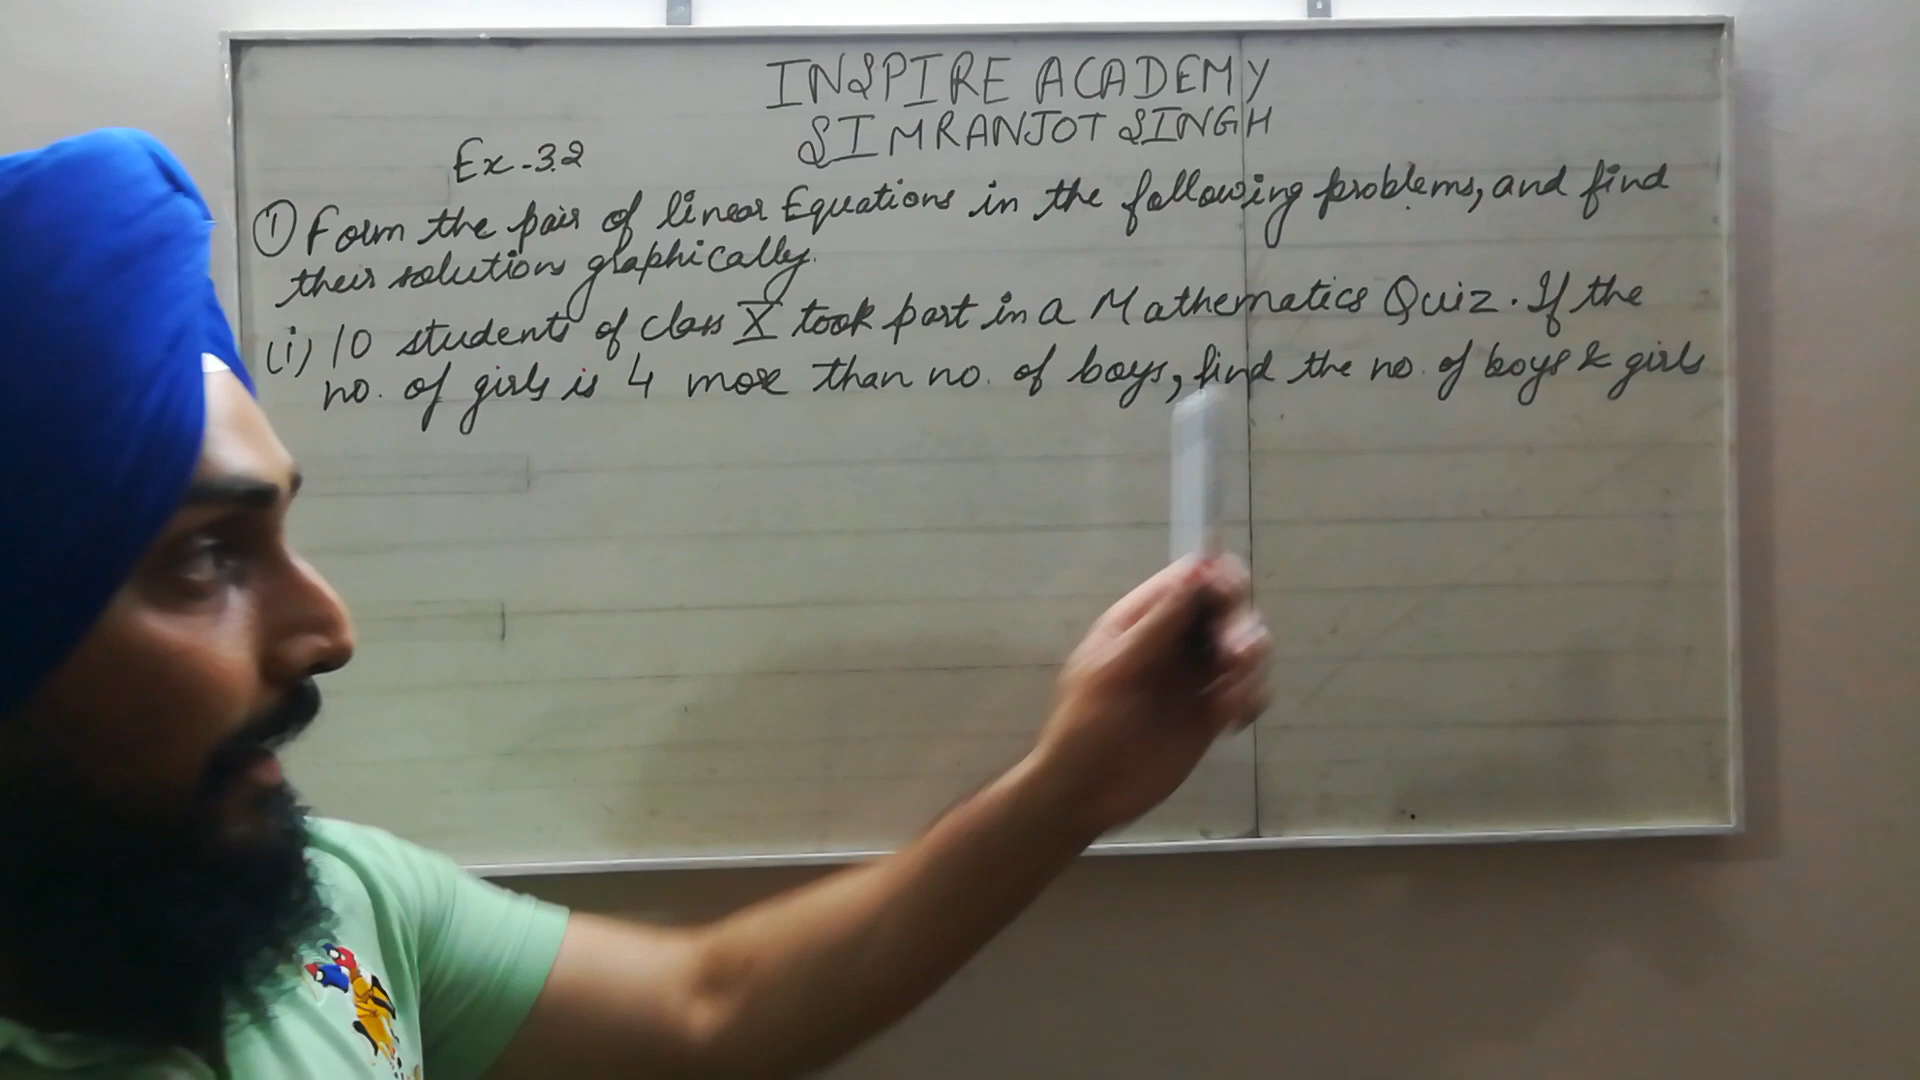 INSPIRE ACADEMY
SIMRANJOT SINGH
Ex-3.2
① Form the pair of linear Equations in the following problems, and find
their solutions graphically.
(i) 10 students of class X took part in a Mathematics Quiz. If the
no. of girls is 4 more than no. of boys, find the no. of boys & girls